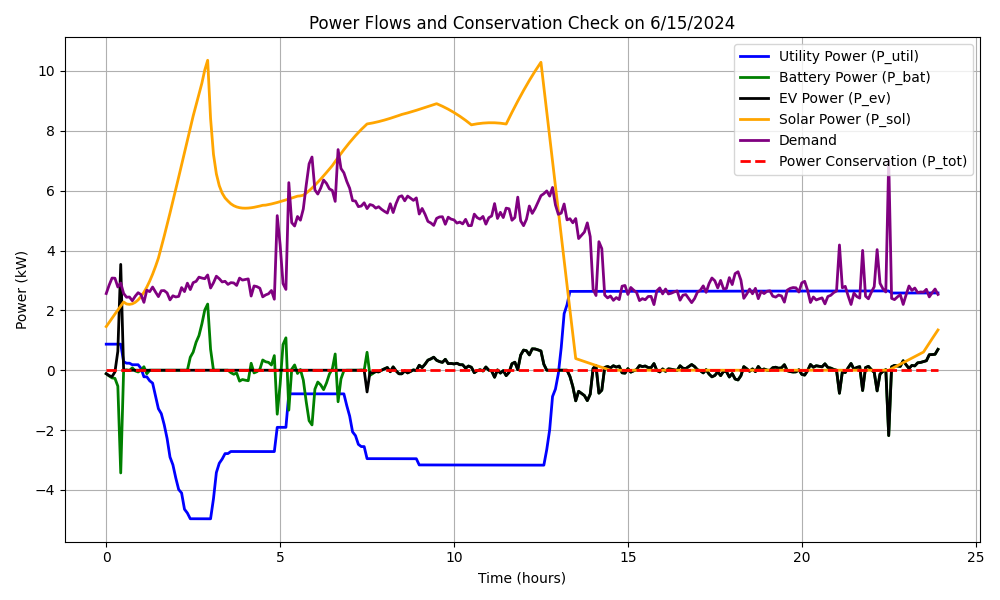 Power Flows and Conservation Check on 6/15/2024
Power (kW)
10
8
6
4
2
0
−2
−4
Utility Power (P_util)
Battery Power (P_bat)
EV Power (P_ev)
Solar Power (P_sol)
Demand
Power Conservation (P_tot)
0 5 10 15 20 25
Time (hours)